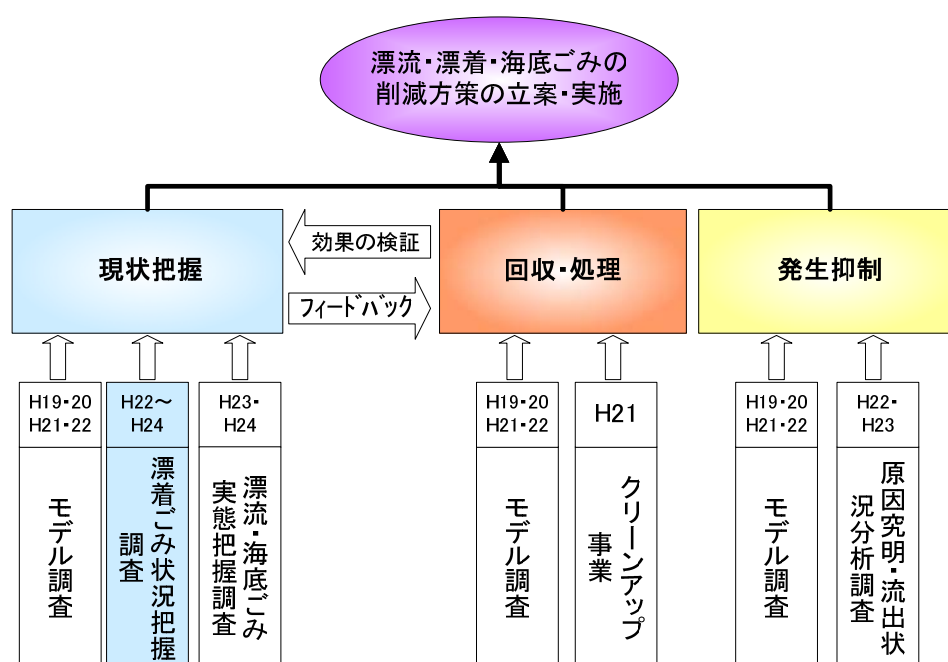 漂流・漂着・海底ごみの
削減方策の立案・実施
現状把握
効果の検証
フィードバック
回収・処理
発生抑制
H19・20
H21・22
モデル調査
H22～
H24
漂着ごみ状況把握
調査
H23・
H24
漂流・海底ごみ
実態把握調査
H19・20
H21・22
モデル調査
H21
クリーンアップ
事業
H19・20
H21・22
モデル調査
H22・
H23
原因究明・流出状
況分析調査